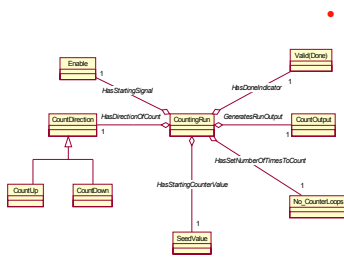 Enable
1
Valid(Done)
1
HasStartingSignal
HasDoneIndicator
CountDirection
1
HasDirectionOfCount
CountingRun
GeneratesRunOutput
CountOutput
1
HasSetNumberOfTimesToCount
CountUp
CountDown
HasStartingCounterValue
1
No_CounterLoops
1
SeedValue